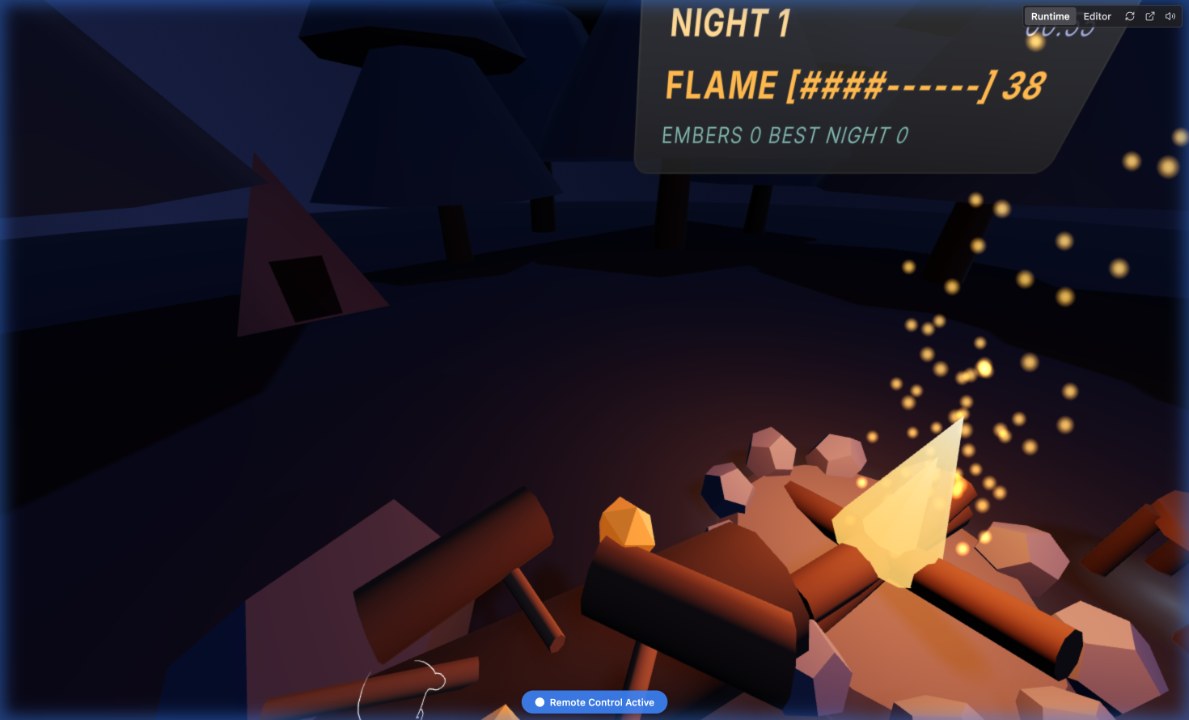 Runtime Editor
NIGHT 1
FLAME [####------] 38
EMBERS 0 BEST NIGHT 0
Remote Control Active